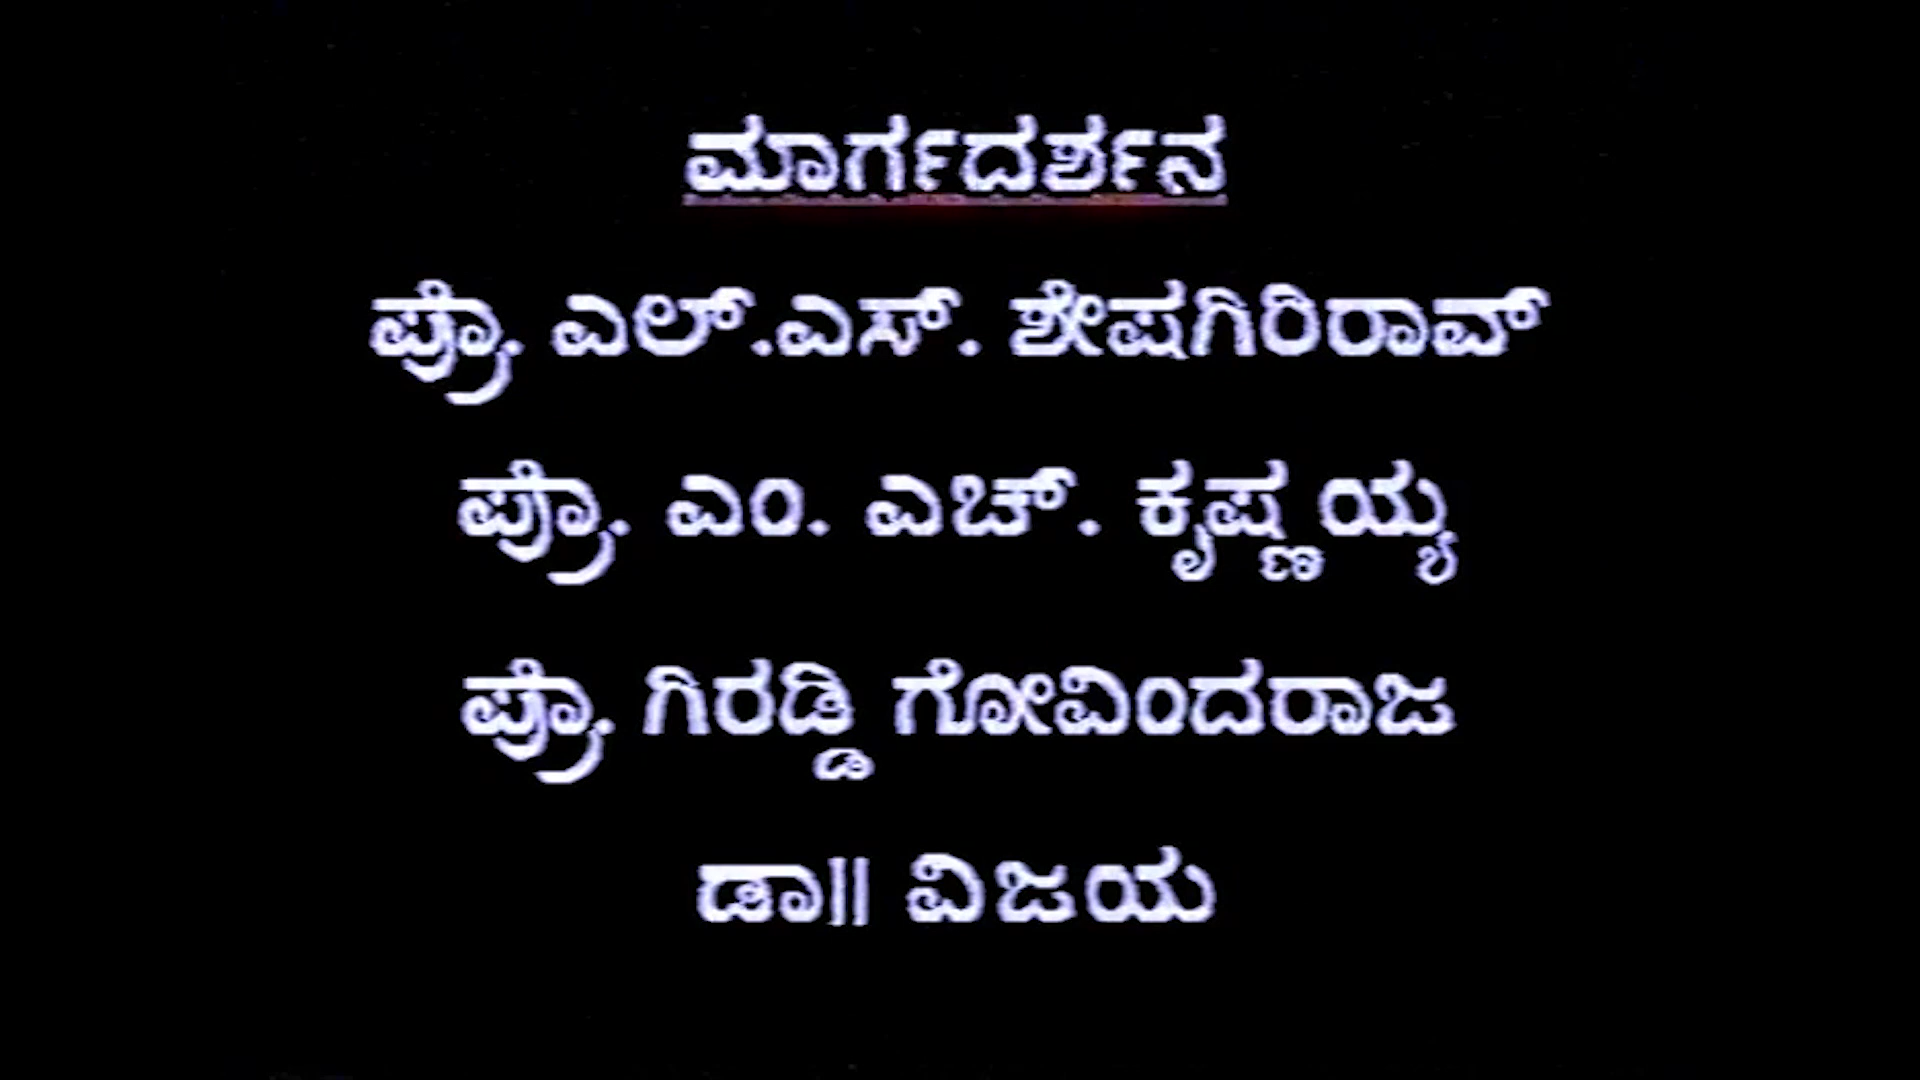 ಮಾರ್ಗದರ್ಶನ
ಪ್ರೊ. ಎಲ್.ಎಸ್. ಶೇಷಗಿರಿರಾವ್
ಪ್ರೊ. ಎಂ. ಎಚ್. ಕೃಷ್ಣಯ್ಯ
ಪ್ರೊ. ಗಿರಡ್ಡಿ ಗೋವಿಂದರಾಜ
ಡಾ|| ವಿಜಯ